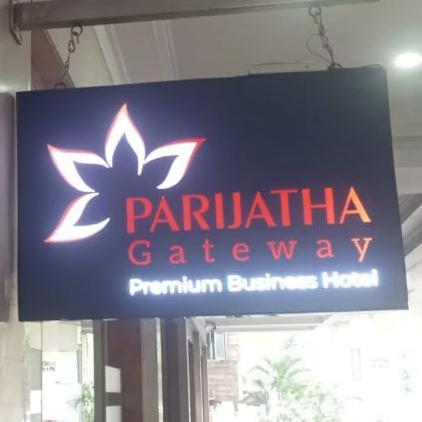 PARIJATHA
Gateway
Premium Business Hotel